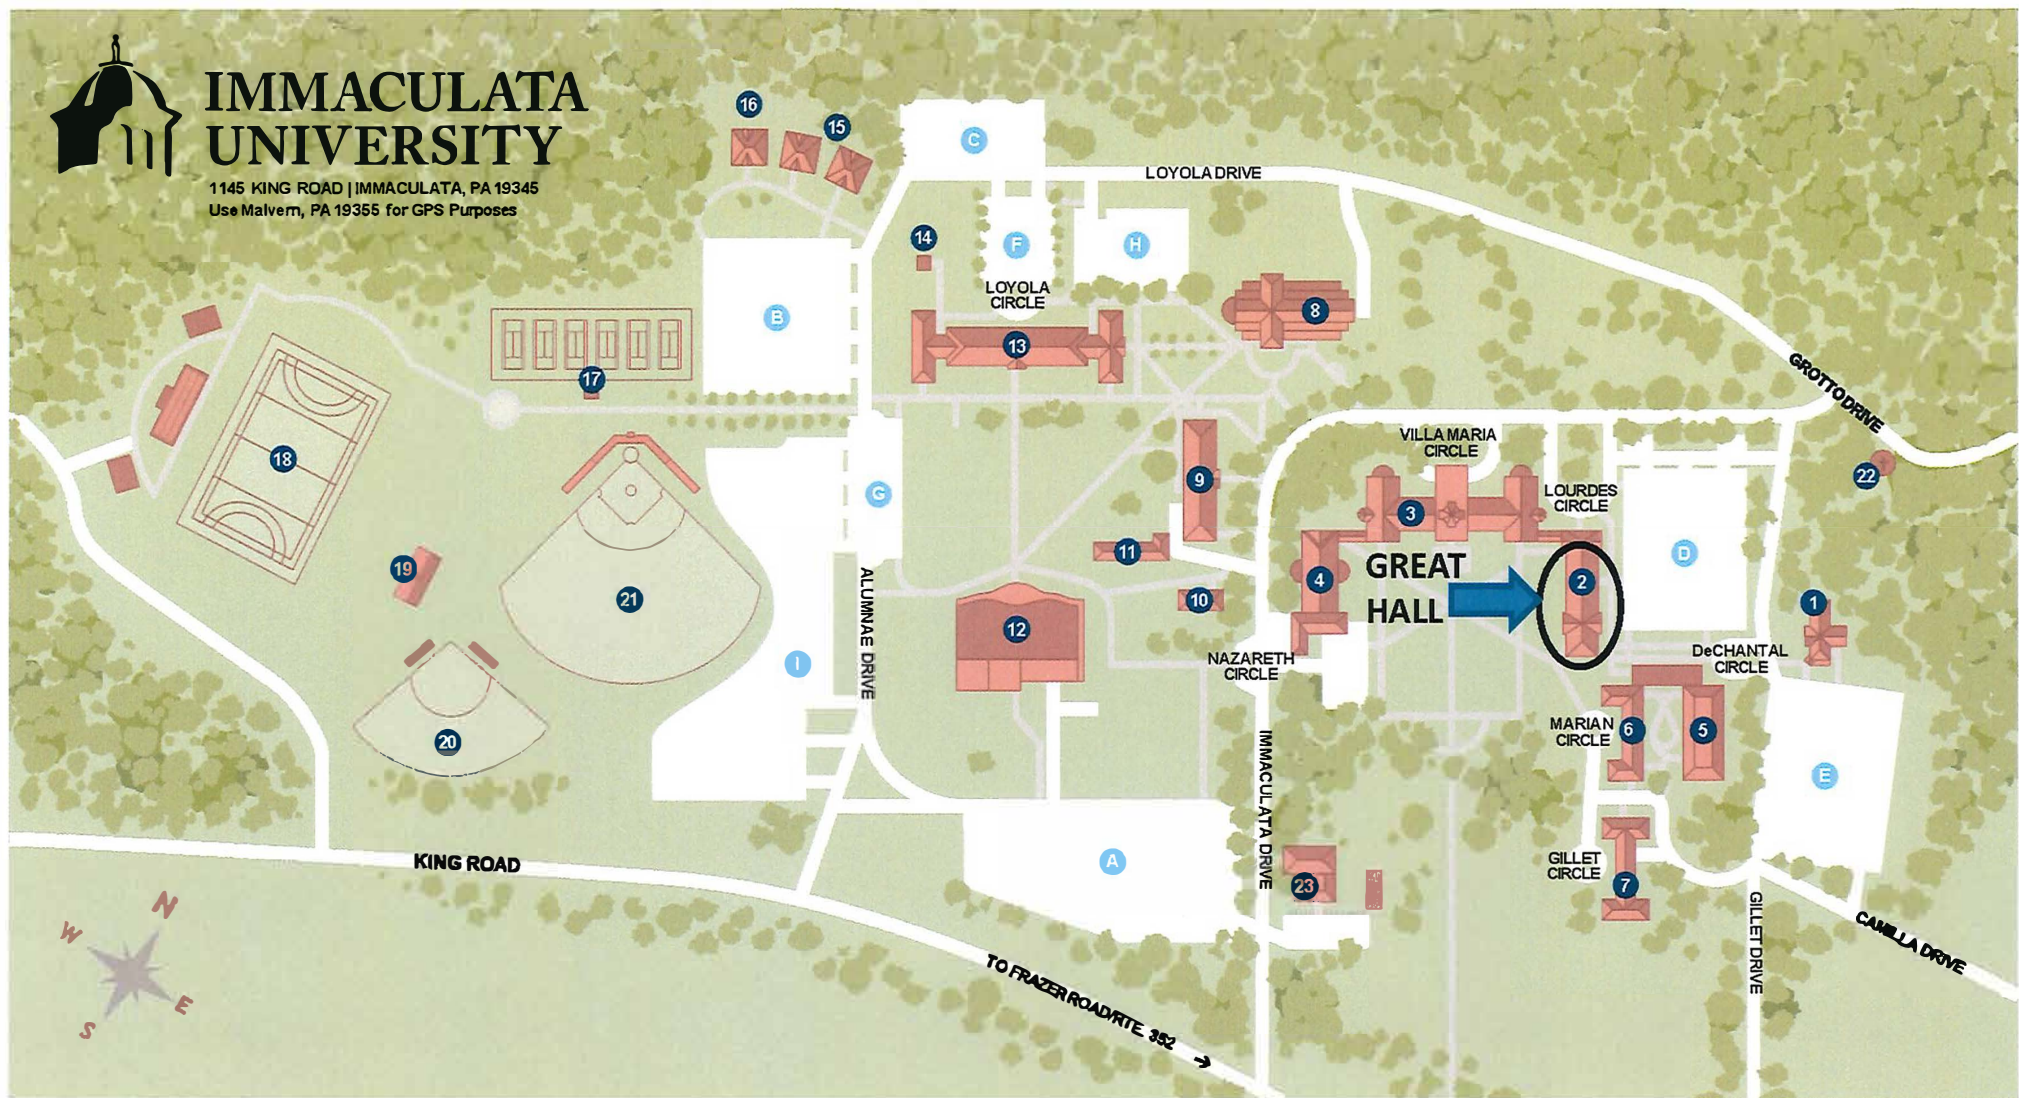 IMMACULATA
UNIVERSITY
1145 KING ROAD | IMMACULATA, PA 19345
Use Malvern, PA 19355 for GPS Purposes
16
15
C
LOYOLA DRIVE
14
F
H
LOYOLA
CIRCLE
B
8
13
17
GROTTO DRIVE
VILLA MARIA
CIRCLE
18
9
G
22
LOURDES
CIRCLE
3
11
D
GREAT
HALL
19
4
2
21
10
1
12
ALUMNAE DRIVE
I
NAZARETH
CIRCLE
DeCHANTAL
CIRCLE
20
MARIAN
CIRCLE
6
5
E
IMMACULATA DRIVE
KING ROAD
A
23
GILLET
CIRCLE
7
GILLET DRIVE
CAMILLA DRIVE
N
W
E
S
TO FRAZER ROAD/RTE. 352